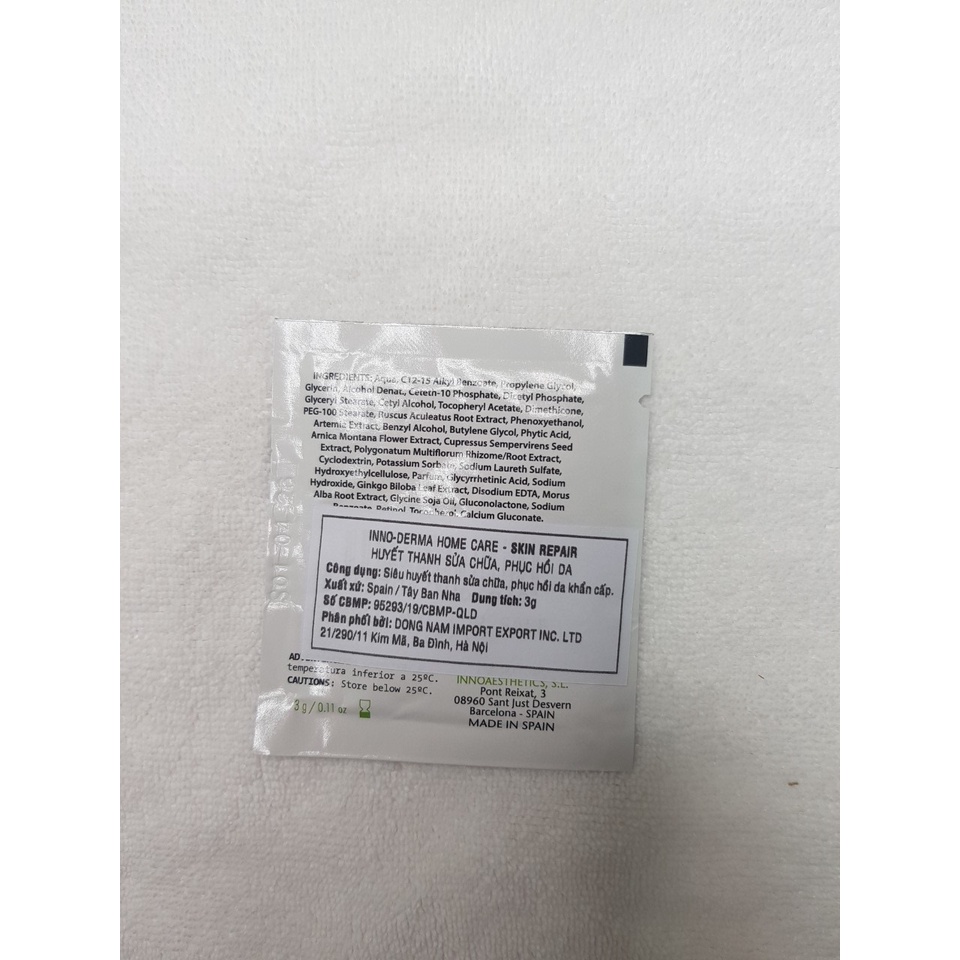 INGREDIENTS: Aqua, C12-15 Alkyl Benzoate, Propylene Glycol,
Glycerin, Alcohol Denat., Ceteth-10 Phosphate, Dicetyl Phosphate,
Glyceryl Stearate, Cetyl Alcohol, Tocopheryl Acetate, Dimethicone,
PEG-100 Stearate, Ruscus Aculeatus Root Extract, Phenoxyethanol,
Artemia Extract, Benzyl Alcohol, Butylene Glycol, Phytic Acid,
Arnica Montana Flower Extract, Cupressus Sempervirens Seed
Extract, Polygonatum Multiflorum Rhizome/Root Extract,
Cyclodextrin, Potassium Sorbate, Sodium Laureth Sulfate,
Hydroxyethylcellulose, Parfum, Glycyrrhetinic Acid, Sodium
Hydroxide, Ginkgo Biloba Leaf Extract, Disodium EDTA, Morus
Alba Root Extract, Glycine Soja Oil, Gluconolactone, Sodium
Benzoate, Retinol, Tocopherol, Calcium Gluconate.
INNO-DERMA HOME CARE - SKIN REPAIR
HUYẾT THANH SỬA CHỮA, PHỤC HỒI DA
Công dụng: Siêu huyết thanh sửa chữa, phục hồi da khẩn cấp.
Xuất xứ: Spain / Tây Ban Nha Dung tích: 3g
Số CBMP: 95293/19/CBMP-QLD
Phân phối bởi: DONG NAM IMPORT EXPORT INC. LTD
21/290/11 Kim Mã, Ba Đình, Hà Nội
temperatura inferior a 25ºC.
CAUTIONS: Store below 25ºC.
3 g / 0.11 oz
INNOAESTHETICS, S.L.
Pont Reixat, 3
08960 Sant Just Desvern
Barcelona - SPAIN
MADE IN SPAIN